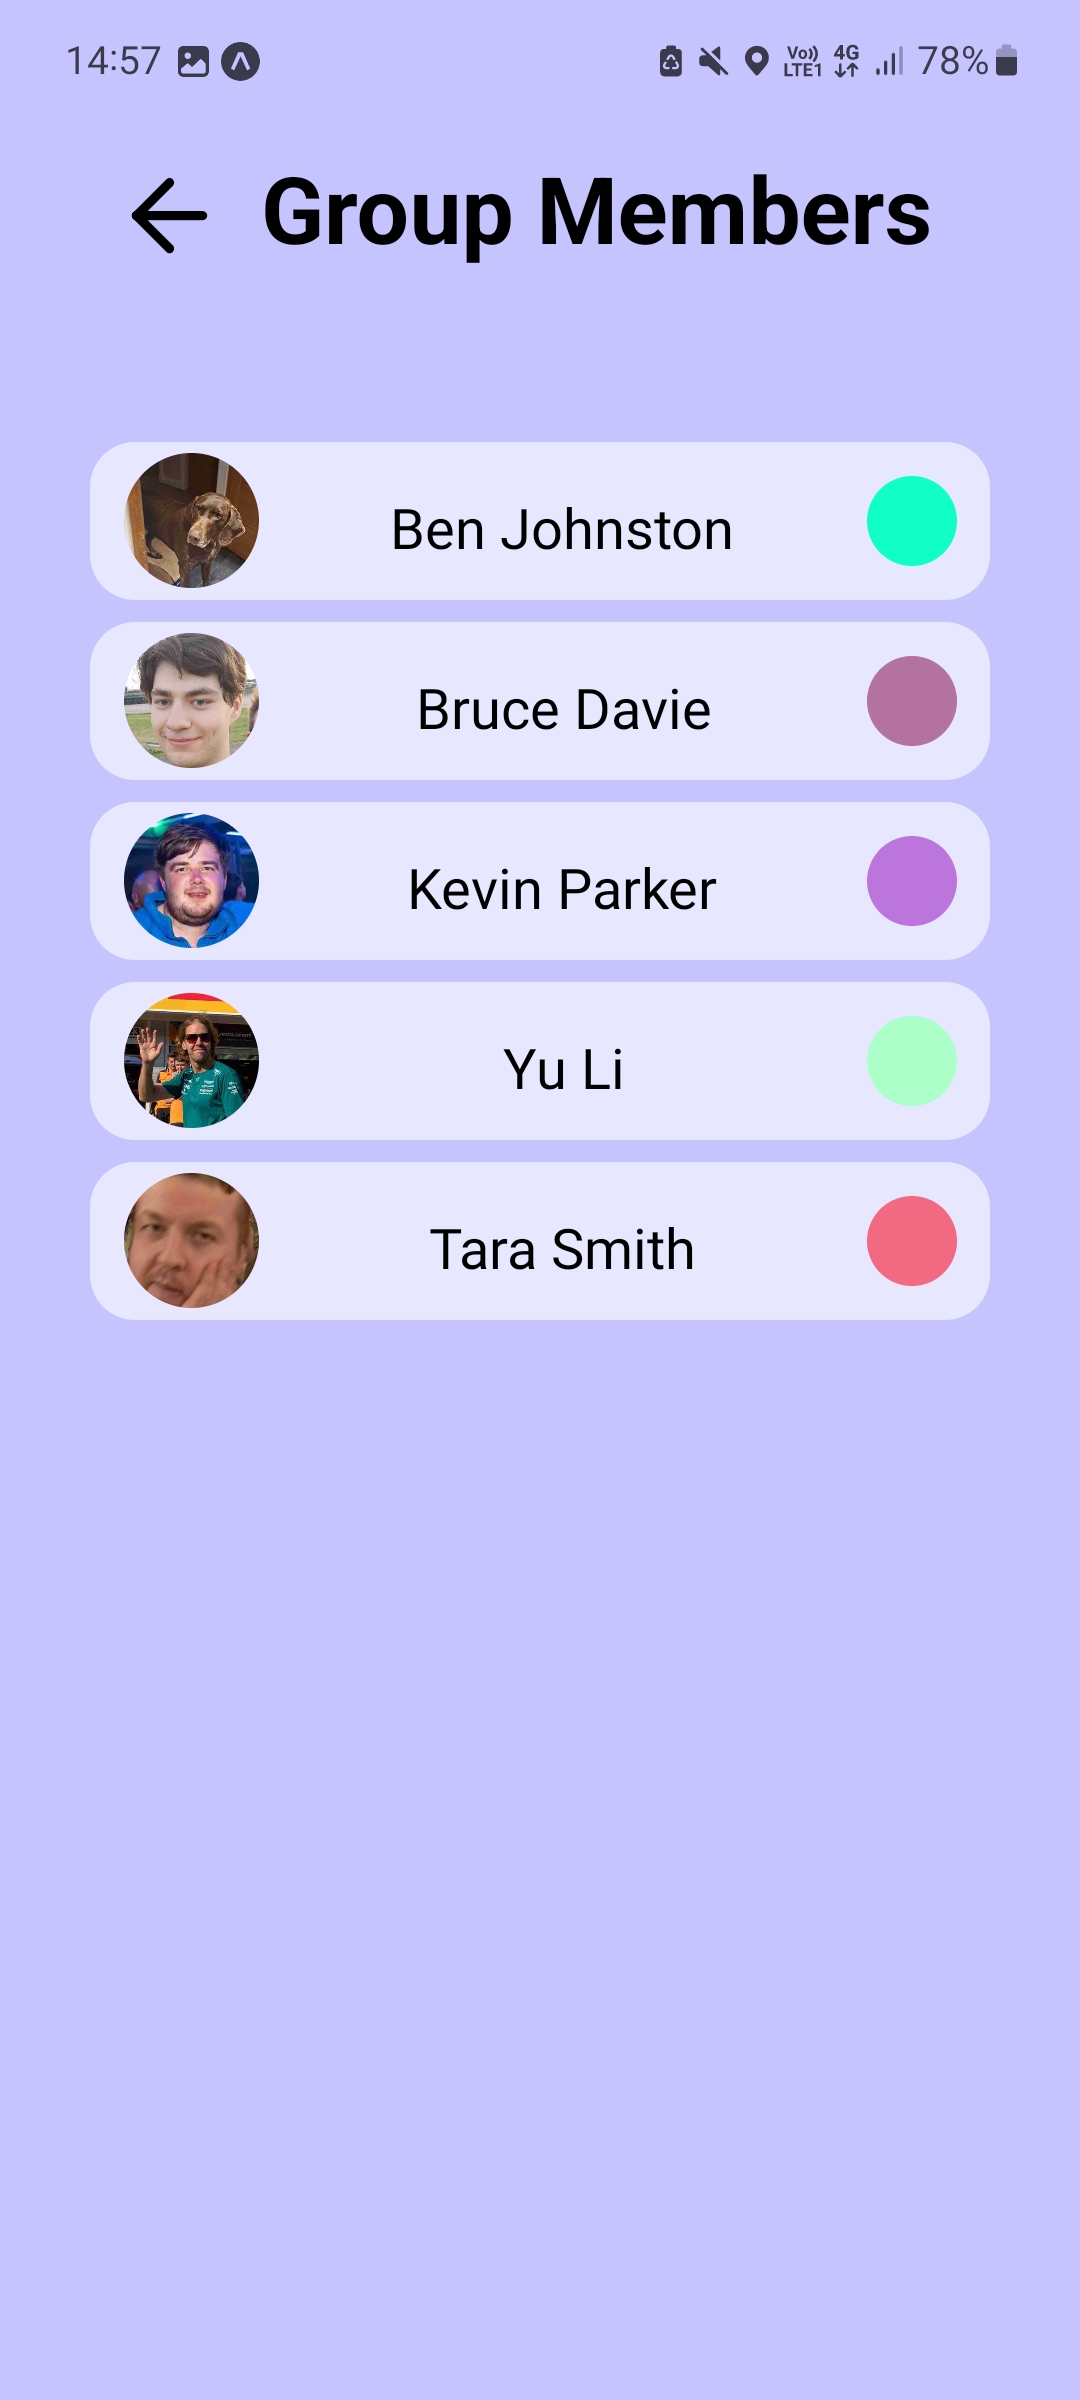 14:57 Vo)) LTE1 4G 78%
Group Members
Ben Johnston
Bruce Davie
Kevin Parker
Yu Li
Tara Smith